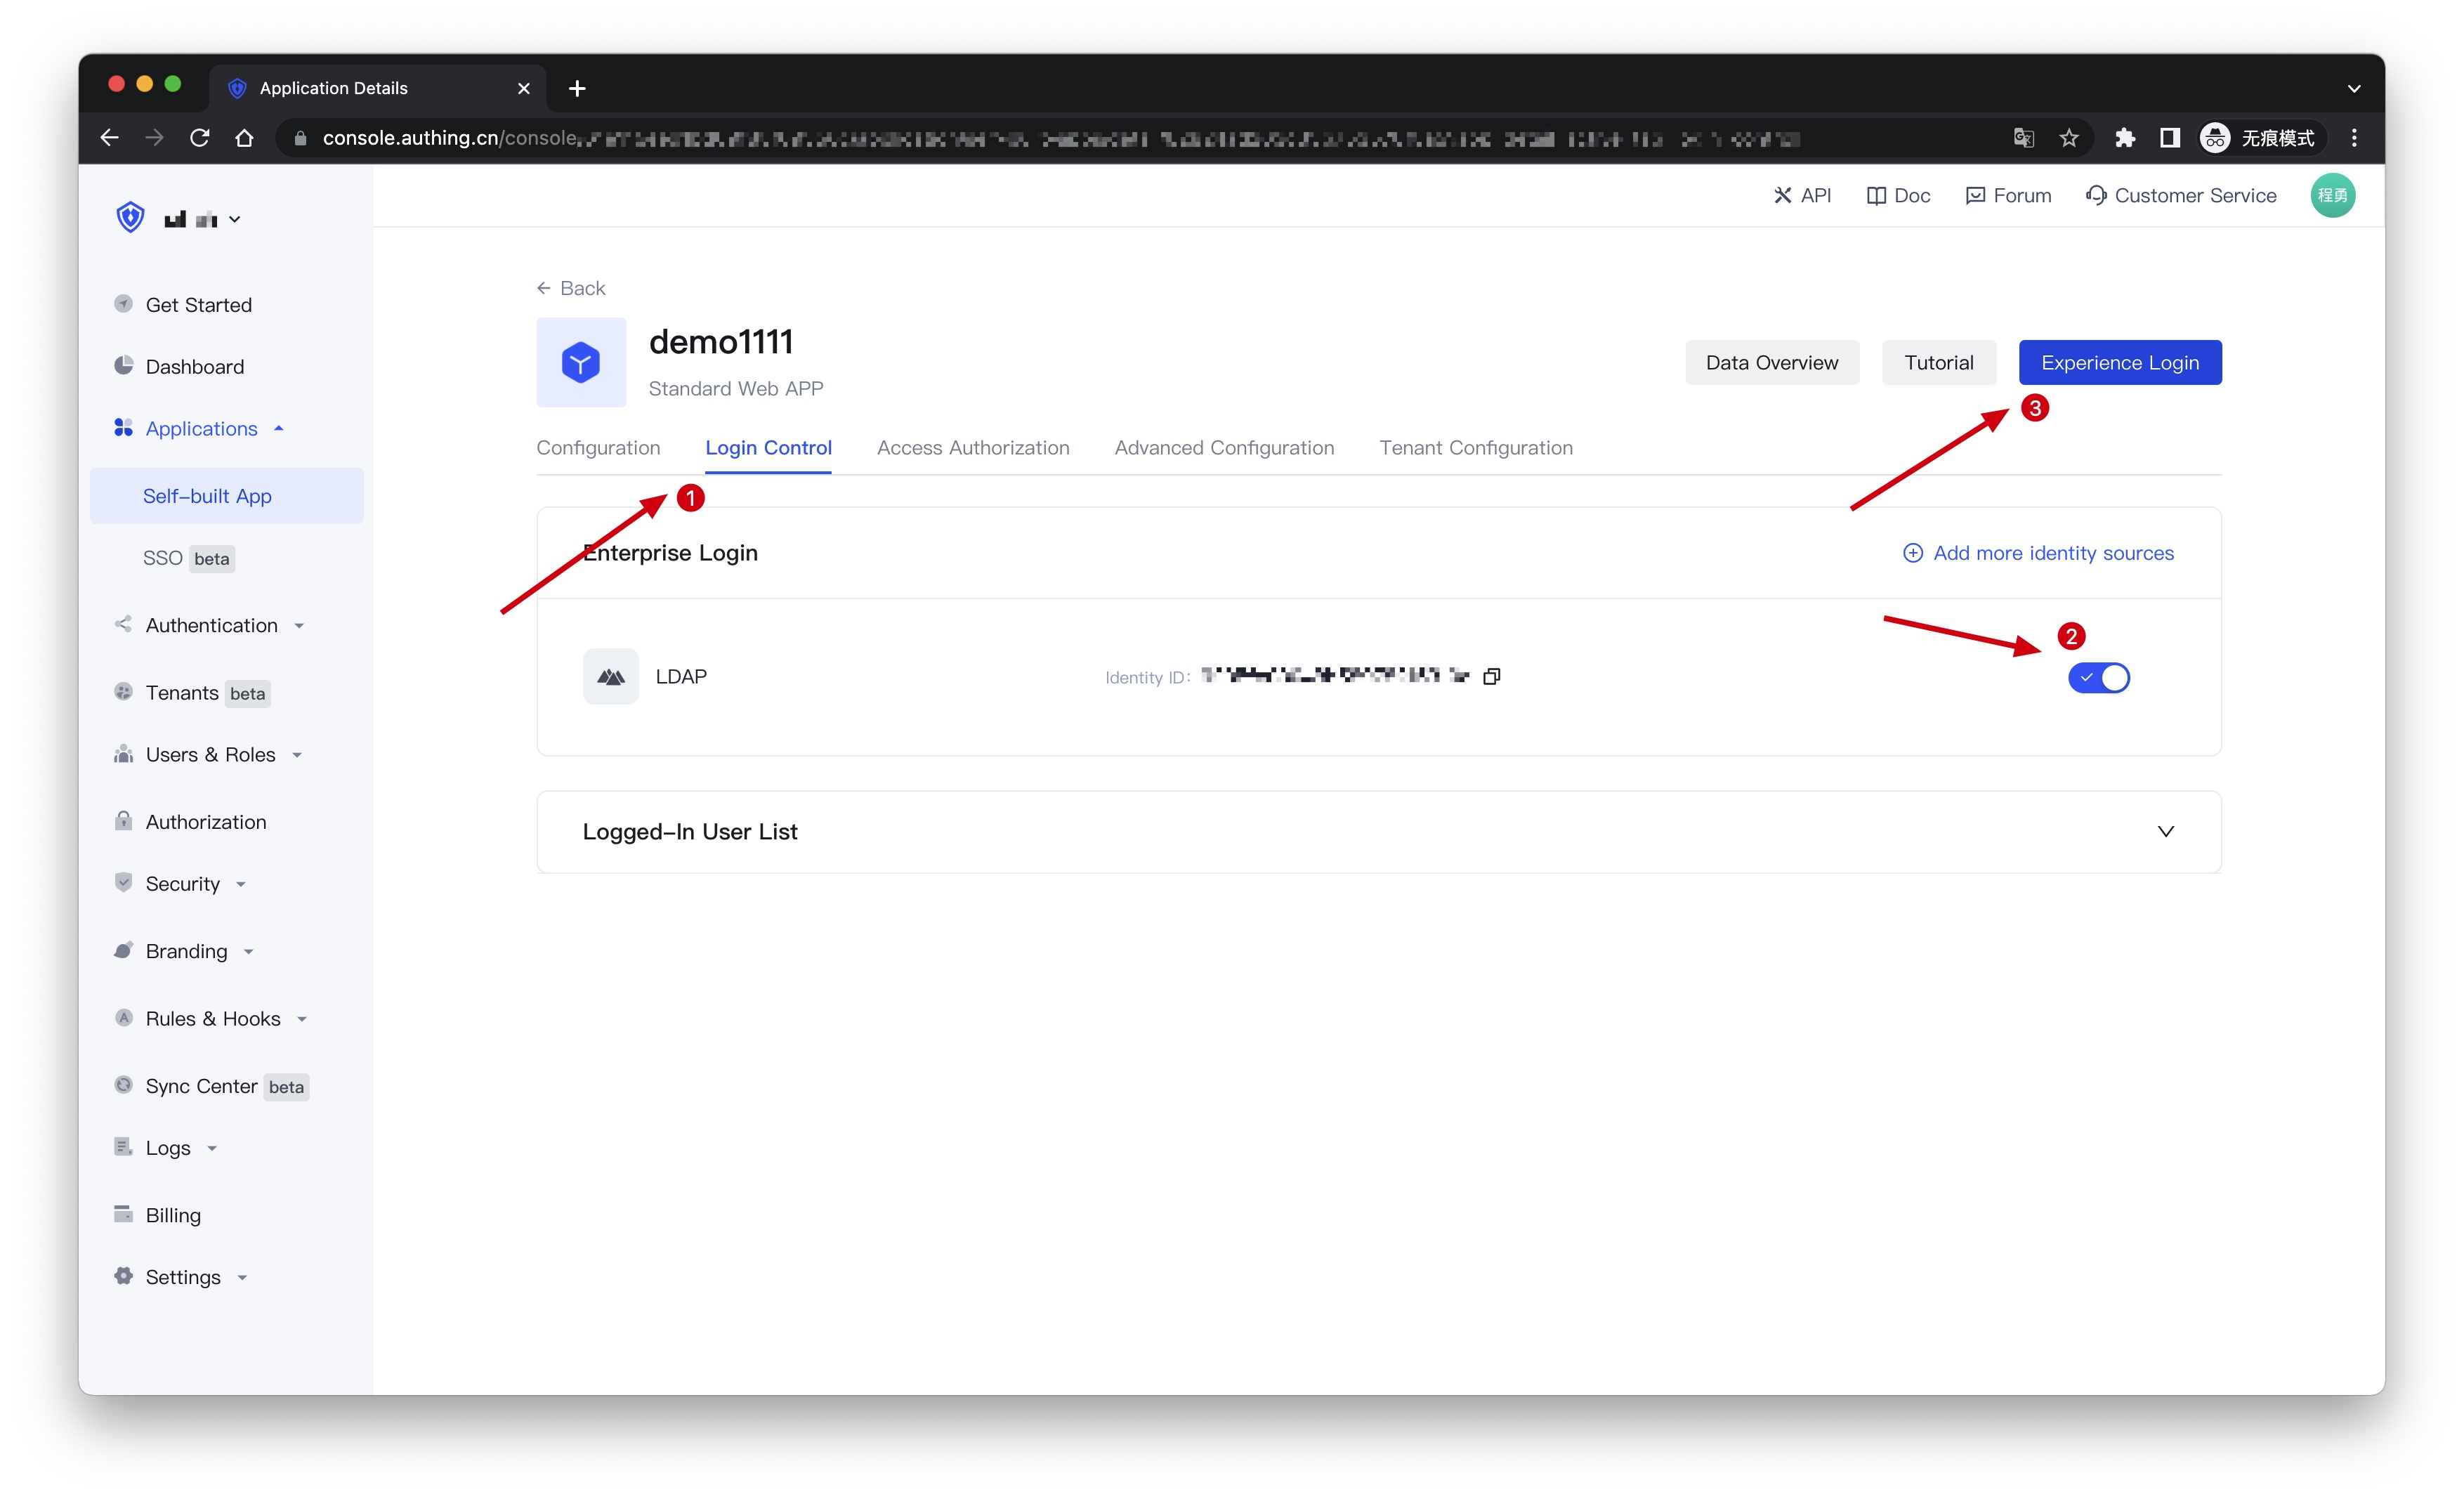 Application Details
console.authing.cn/console
无痕模式
API
Doc
Forum
Customer Service
程勇
Get Started
Dashboard
Applications
Self-built App
SSO beta
Authentication
Tenants beta
Users & Roles
Authorization
Security
Branding
Rules & Hooks
Sync Center beta
Logs
Billing
Settings
Back
demo1111
Standard Web APP
Data Overview
Tutorial
Experience Login
3
Configuration
Login Control
Access Authorization
Advanced Configuration
Tenant Configuration
1
Enterprise Login
Add more identity sources
2
LDAP
Identity ID:
Logged-In User List